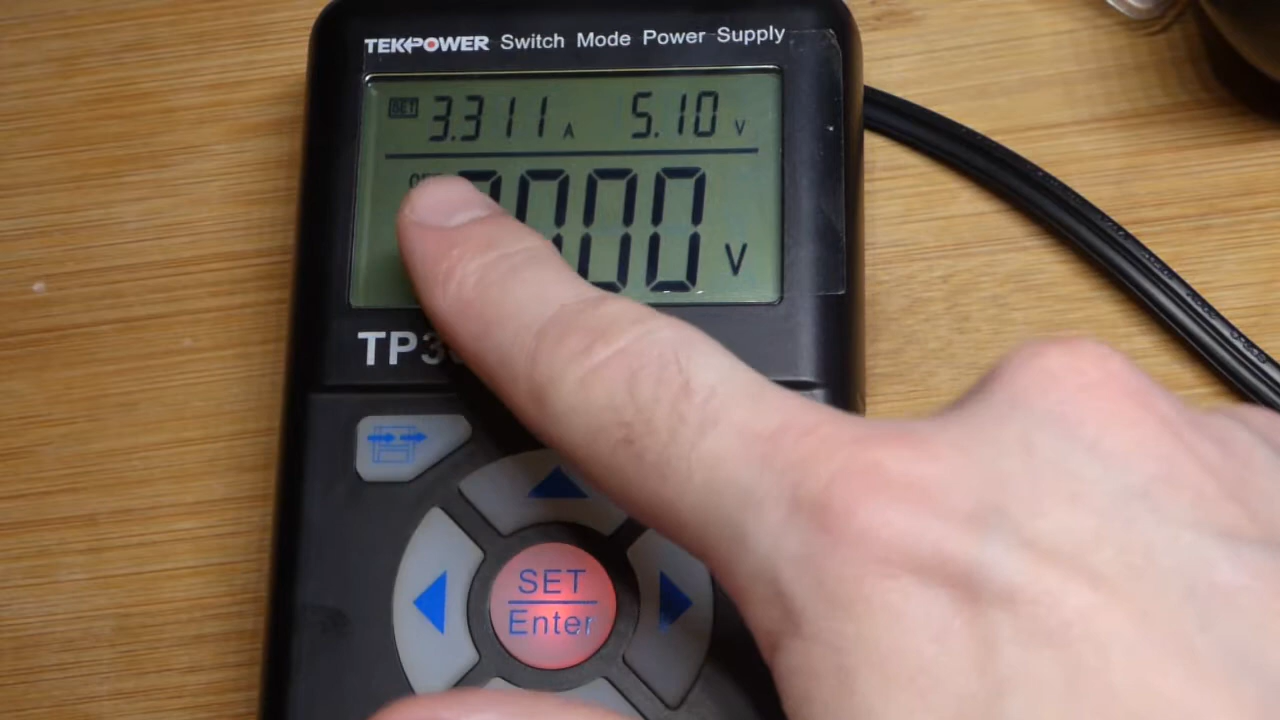 TEKPOWER Switch Mode Power Supply
SET 3.311 A 5.10 V
V
SET
Enter